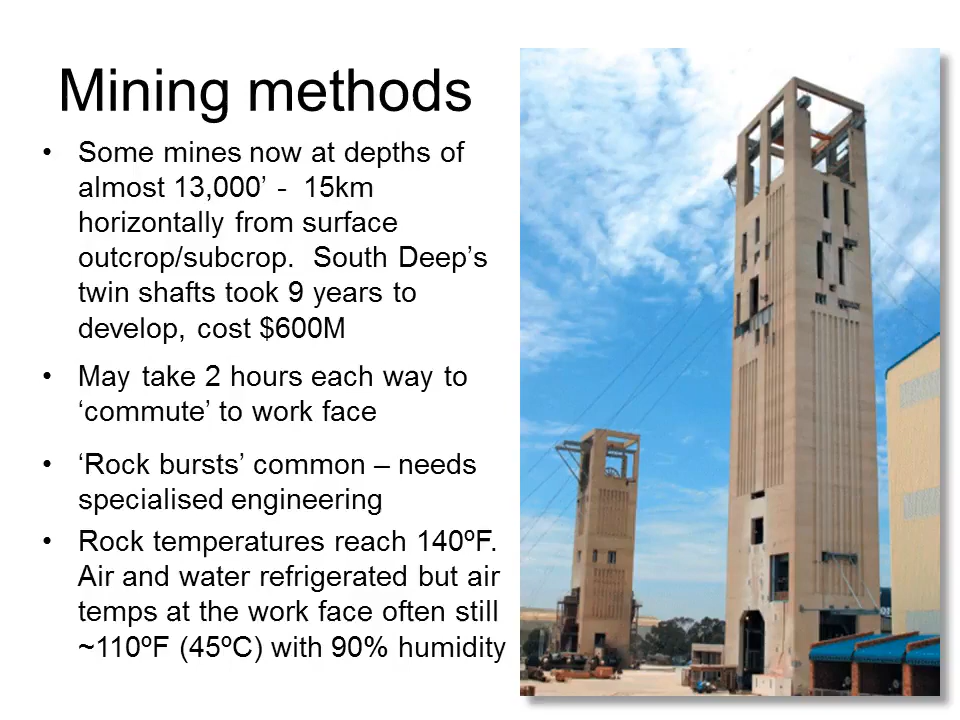 Mining methods
• Some mines now at depths of
almost 13,000’ - 15km
horizontally from surface
outcrop/subcrop. South Deep’s
twin shafts took 9 years to
develop, cost $600M
• May take 2 hours each way to
‘commute’ to work face
• ‘Rock bursts’ common – needs
specialised engineering
• Rock temperatures reach 140ºF.
Air and water refrigerated but air
temps at the work face often still
~110ºF (45ºC) with 90% humidity